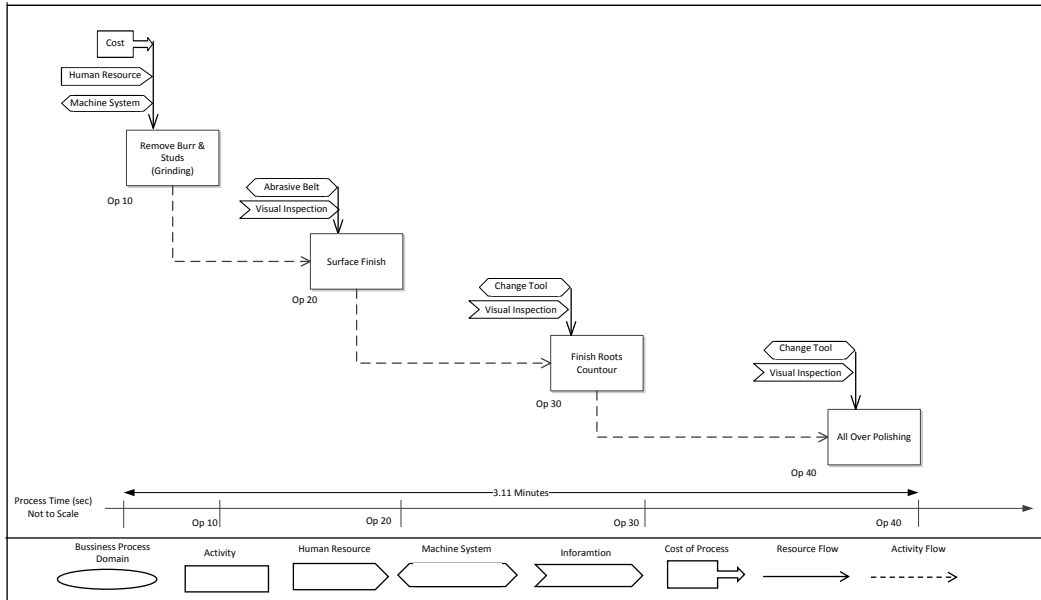 Cost
Human Resource
Machine System
Remove Burr &
Studs
(Grinding)
Op 10
Abrasive Belt
Visual Inspection
Surface Finish
Op 20
Change Tool
Visual Inspection
Finish Roots
Countour
Op 30
Change Tool
Visual Inspection
All Over Polishing
Op 40
3.11 Minutes
Process Time (sec)
Not to Scale
Op 10
Op 20
Op 30
Op 40
Bussiness Process
Domain
Activity
Human Resource
Machine System
Inforamtion
Cost of Process
Resource Flow
Activity Flow